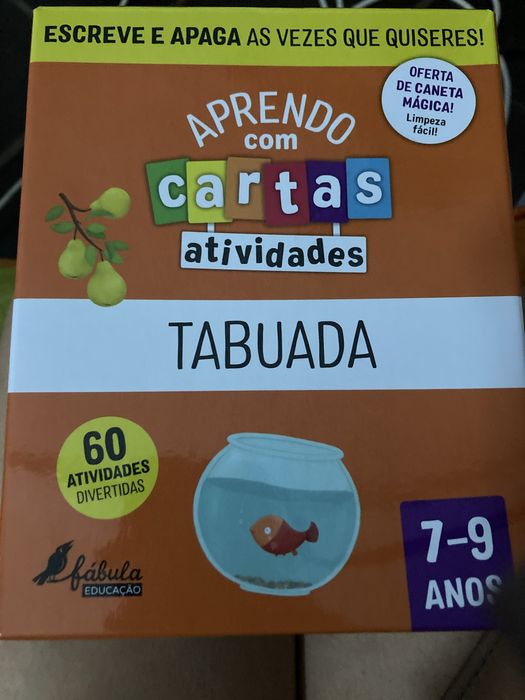 ESCREVE E APAGA AS VEZES QUE QUISERES!
OFERTA
DE CANETA
MÁGICA!
Limpeza
fácil!
APRENDO
com
cartas
atividades
TABUADA
60
ATIVIDADES
DIVERTIDAS
fábula
EDUCAÇÃO
7-9
ANOS